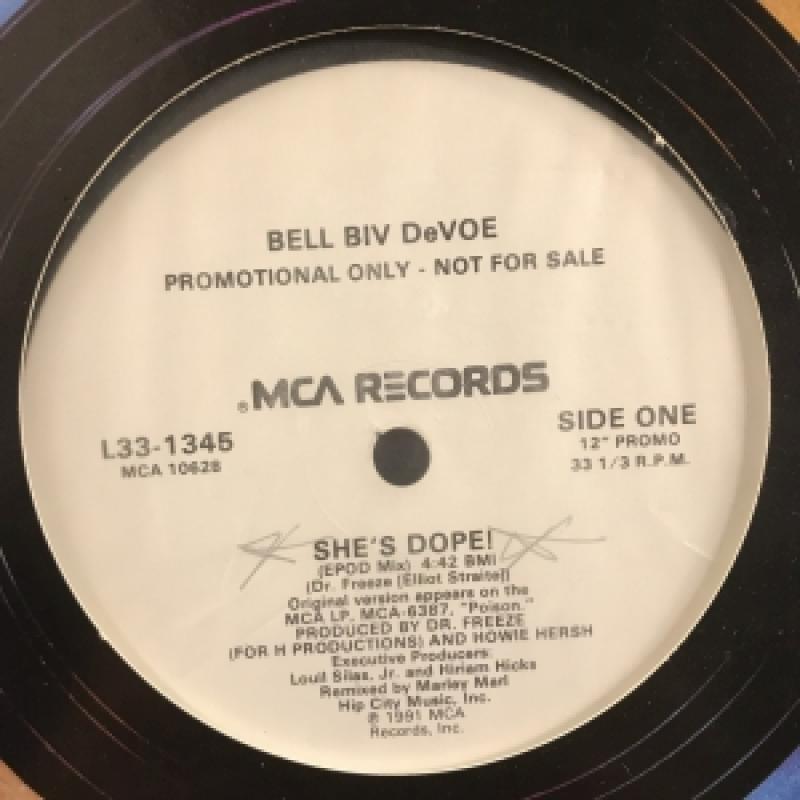 BELL BIV DeVOE
PROMOTIONAL ONLY - NOT FOR SALE
®MCA RECORDS
L33-1345
MCA 10628
SIDE ONE
12" PROMO
33 1/3 R.P.M.
SHE'S DOPE!
(EPOD Mix) 4:42 BMI
(Dr. Freeze [Elliot Straite])
Original version appears on the
MCA LP, MCA-6387, "Poison."
PRODUCED BY DR. FREEZE
(FOR H PRODUCTIONS) AND HOWIE HERSH
Executive Producers:
Louil Silas, Jr. and Hiriam Hicks
Remixed by Marley Marl
Hip City Music, Inc.
℗ 1991 MCA
Records, Inc.